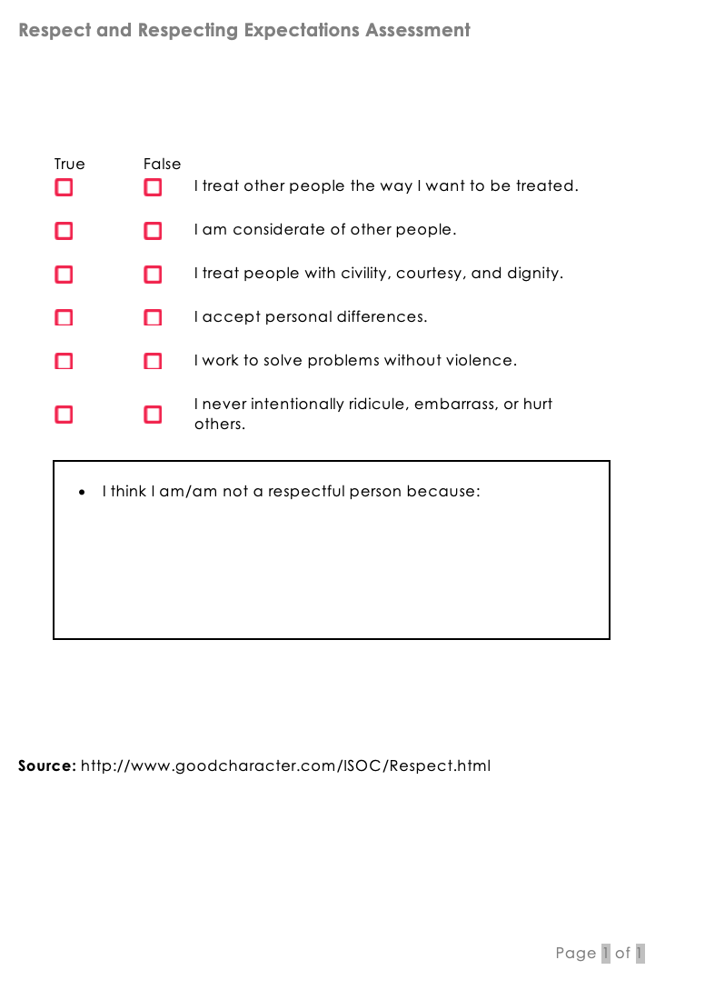 Respect and Respecting Expectations Assessment
True False
I treat other people the way I want to be treated.
I am considerate of other people.
I treat people with civility, courtesy, and dignity.
I accept personal differences.
I work to solve problems without violence.
I never intentionally ridicule, embarrass, or hurt
others.
• I think I am/am not a respectful person because:
Source: http://www.goodcharacter.com/ISOC/Respect.html
Page 1 of 1